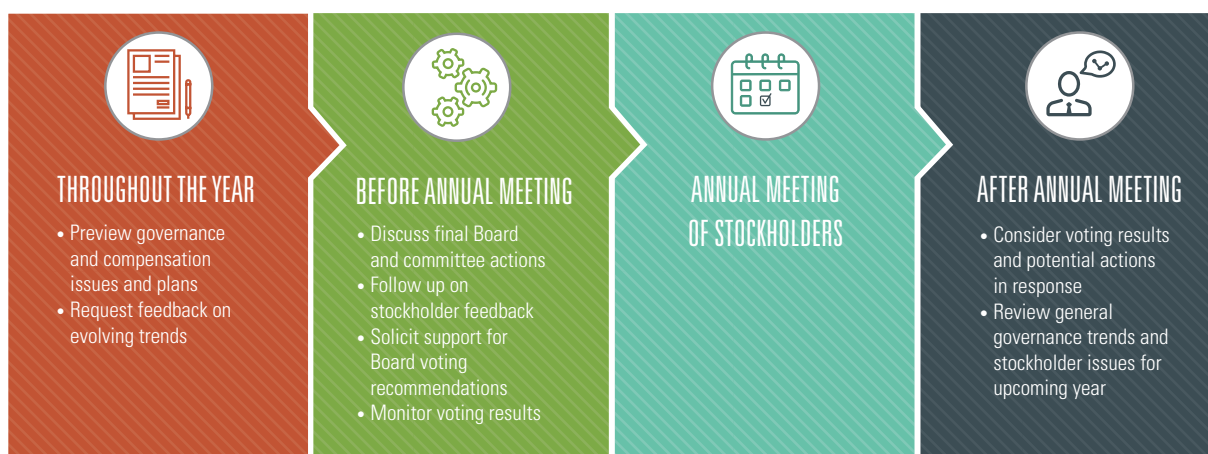 THROUGHOUT THE YEAR
• Preview governance
and compensation
issues and plans
• Request feedback on
evolving trends
BEFORE ANNUAL MEETING
• Discuss final Board
and committee actions
• Follow up on
stockholder feedback
• Solicit support for
Board voting
recommendations
• Monitor voting results
ANNUAL MEETING
OF STOCKHOLDERS
AFTER ANNUAL MEETING
• Consider voting results
and potential actions
in response
• Review general
governance trends and
stockholder issues for
upcoming year